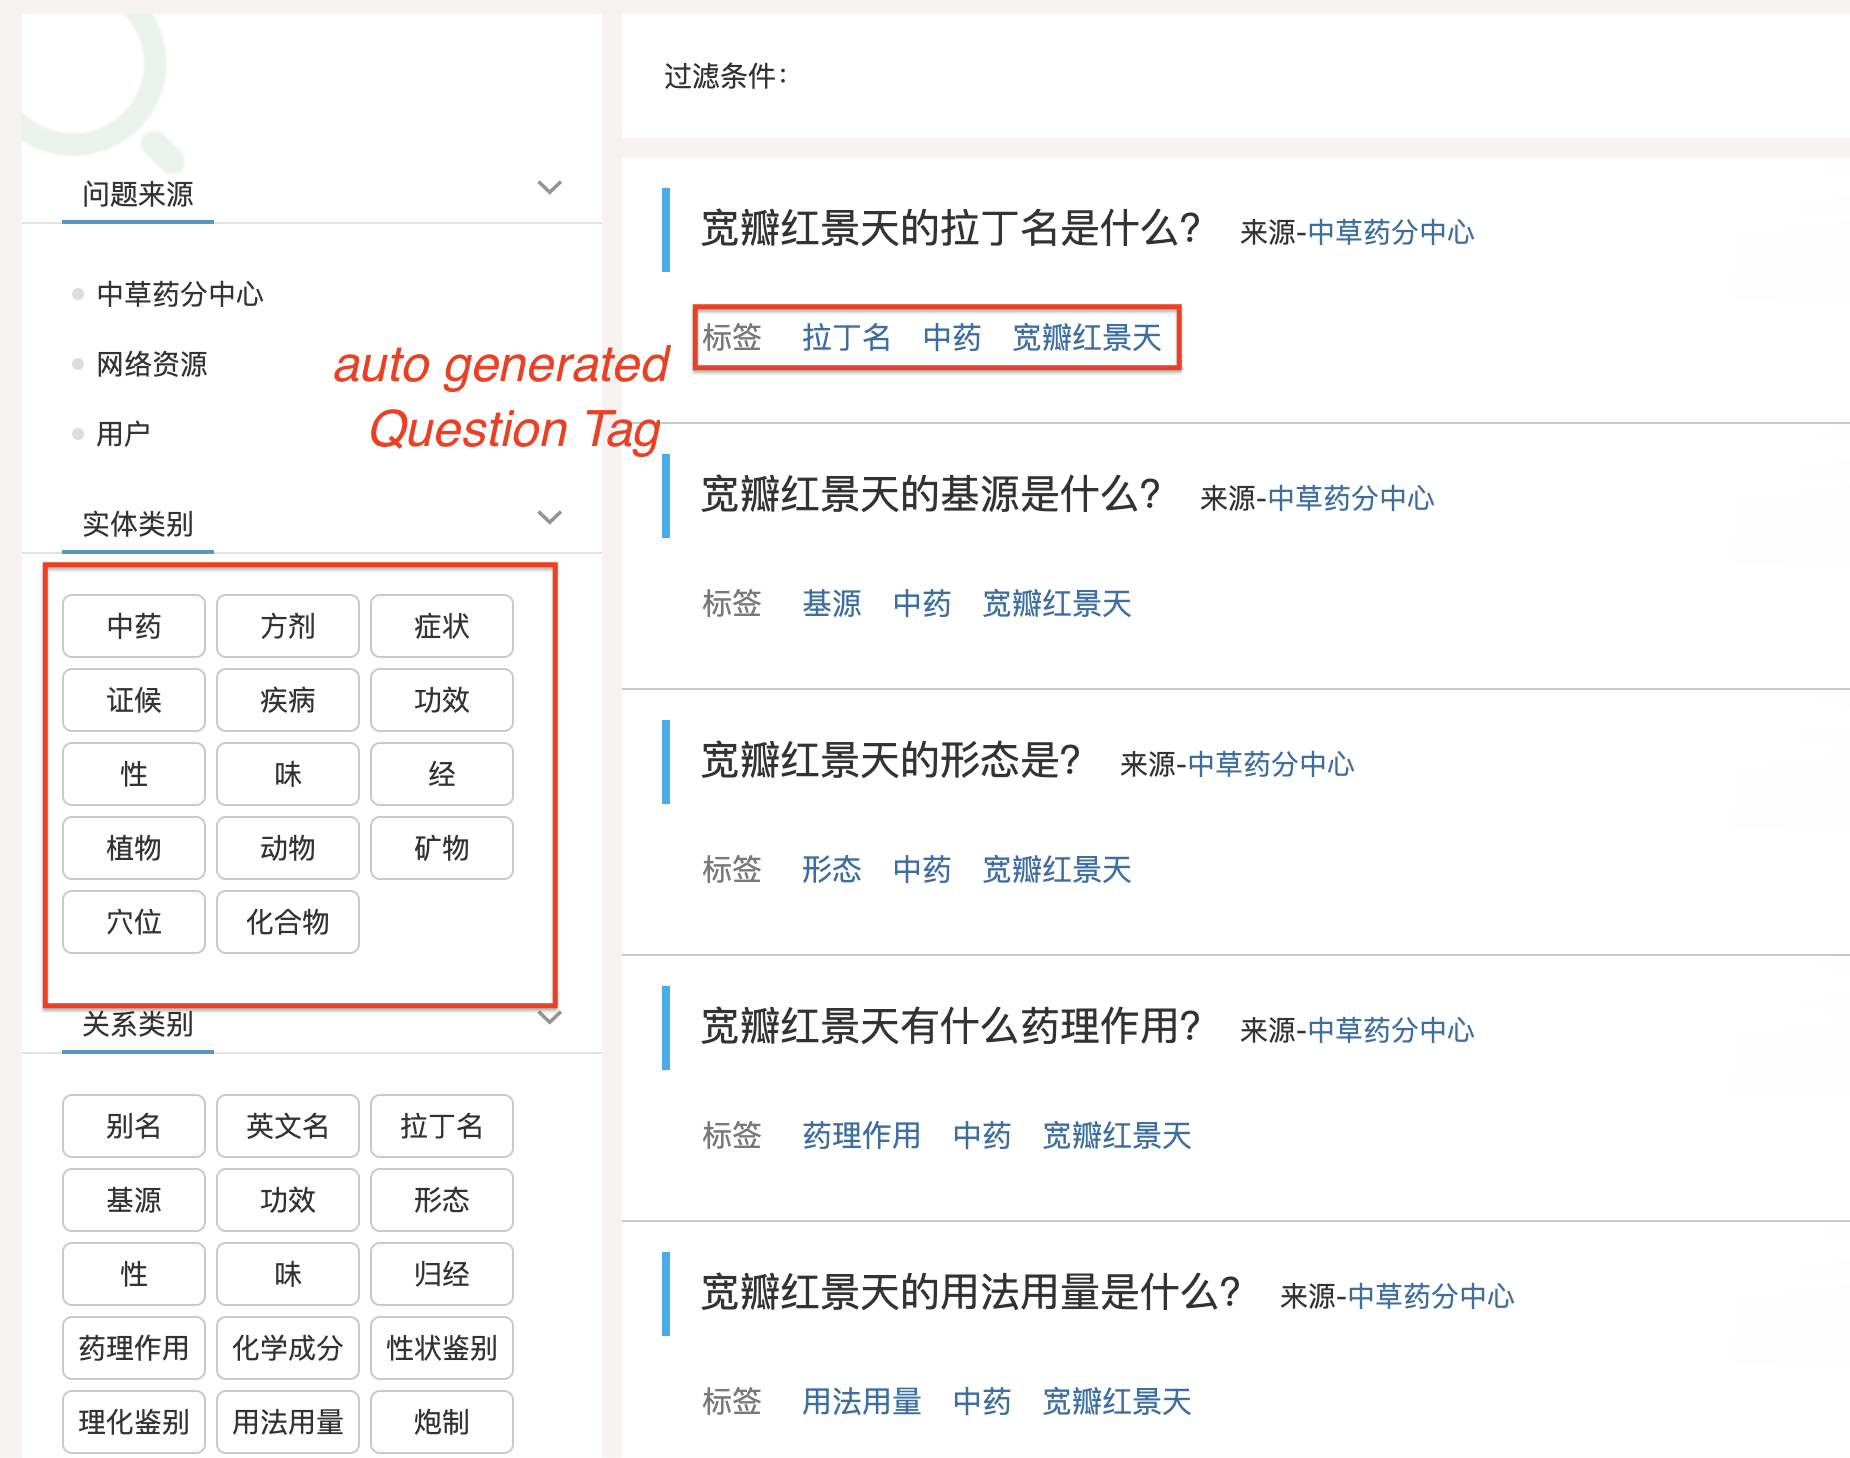 问题来源
中草药分中心
网络资源
用户
auto generated
Question Tag
实体类别
中药 方剂 症状
证候 疾病 功效
性 味 经
植物 动物 矿物
穴位 化合物
关系类别
别名 英文名 拉丁名
基源 功效 形态
性 味 归经
药理作用 化学成分 性状鉴别
理化鉴别 用法用量 炮制
过滤条件：
宽瓣红景天的拉丁名是什么? 来源-中草药分中心
标签 拉丁名 中药 宽瓣红景天
宽瓣红景天的基源是什么? 来源-中草药分中心
标签 基源 中药 宽瓣红景天
宽瓣红景天的形态是? 来源-中草药分中心
标签 形态 中药 宽瓣红景天
宽瓣红景天有什么药理作用? 来源-中草药分中心
标签 药理作用 中药 宽瓣红景天
宽瓣红景天的用法用量是什么? 来源-中草药分中心
标签 用法用量 中药 宽瓣红景天